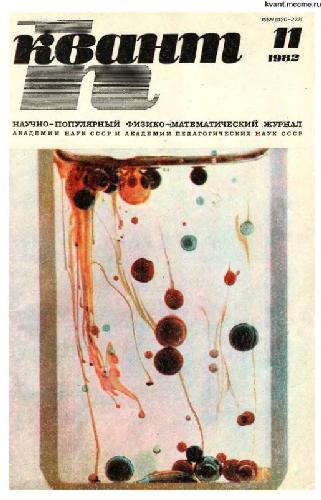 kvant.mccme.ru
квант
11
1982
НАУЧНО-ПОПУЛЯРНЫЙ ФИЗИКО-МАТЕМАТИЧЕСКИЙ ЖУРНАЛ
АКАДЕМИИ НАУК СССР И АКАДЕМИИ ПЕДАГОГИЧЕСКИХ НАУК СССР